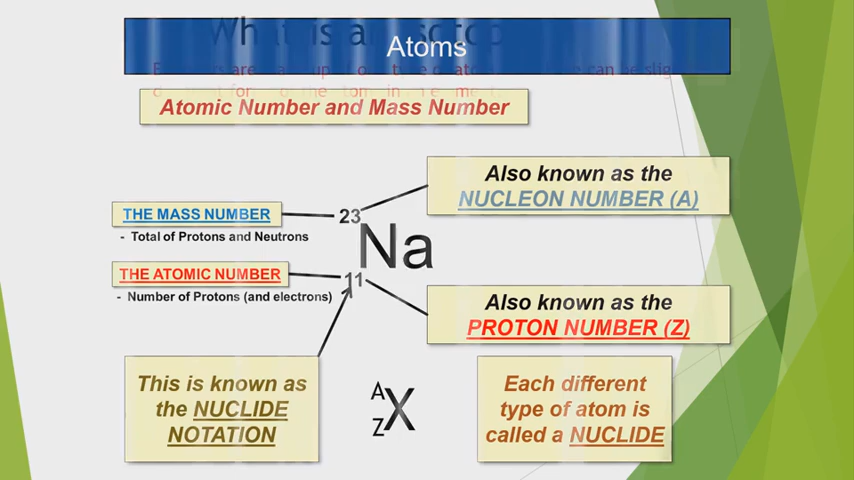 What is a
Atoms
Atomic Number and Mass Number
THE MASS NUMBER
- Total of Protons and Neutrons
THE ATOMIC NUMBER
- Number of Protons (and electrons)
23
Na
11
Also known as the
NUCLEON NUMBER (A)
Also known as the
PROTON NUMBER (Z)
This is known as
the NUCLIDE
NOTATION
A
X
Z
Each different
type of atom is
called a NUCLIDE